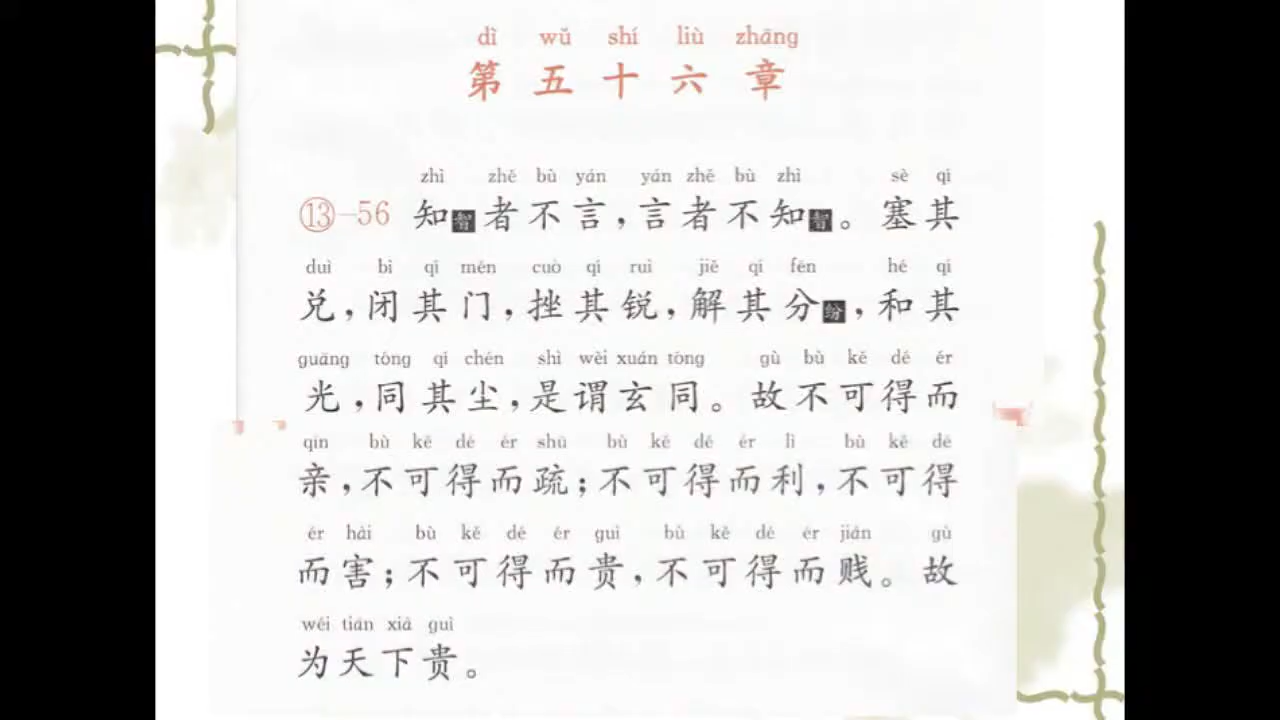 dì wǔ shí liù zhāng
第五十六章
zhì zhě bù yán yán zhě bù zhì sè qí
⑬-56 知智者不言，言者不知智。塞其
duì bì qí mén cuò qí ruì jiě qí fēn hé qí
兑，闭其门，挫其锐，解其分纷，和其
guāng tóng qí chén shì wèi xuán tóng gù bù kě dé ér
光，同其尘，是谓玄同。故不可得而
qīn bù kě dé ér shū bù kě dé ér lì bù kě dé
亲，不可得而疏；不可得而利，不可得
ér hài bù kě dé ér guì bù kě dé ér jiàn gù
而害；不可得而贵，不可得而贱。故
wéi tiān xià guì
为天下贵。